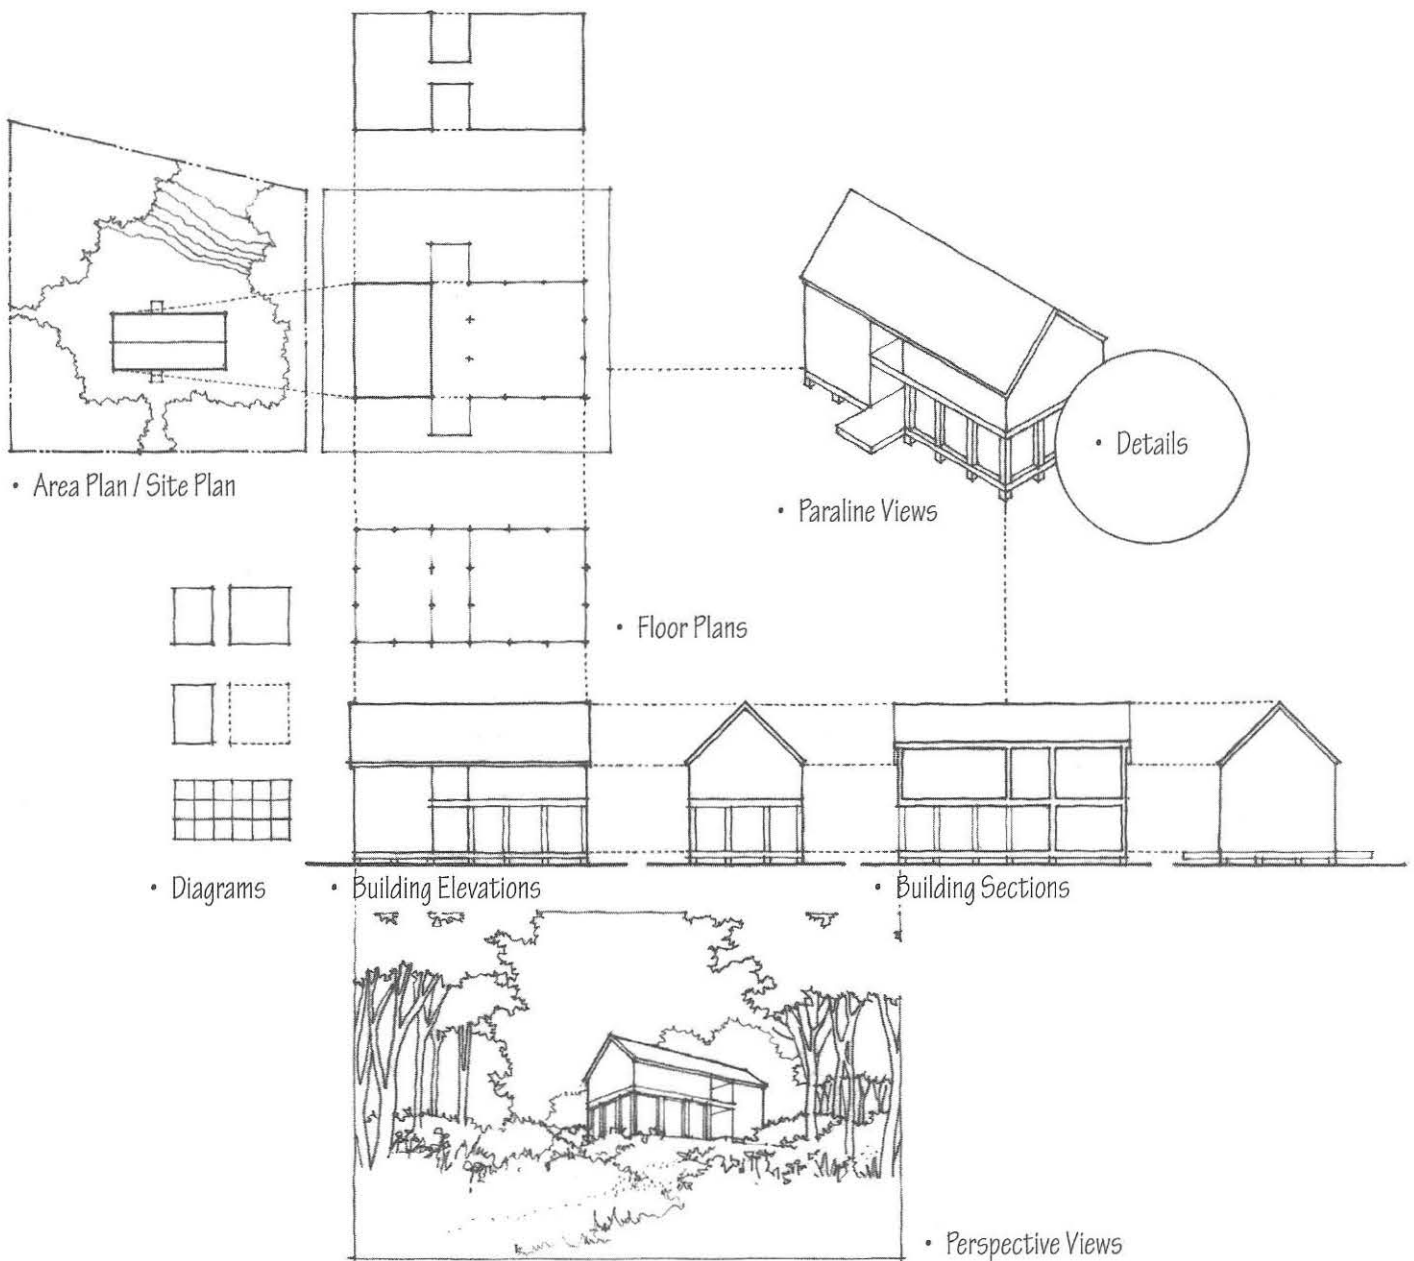 • Area Plan / Site Plan
• Details
• Paraline Views
• Floor Plans
• Diagrams
• Building Elevations
• Building Sections
• Perspective Views